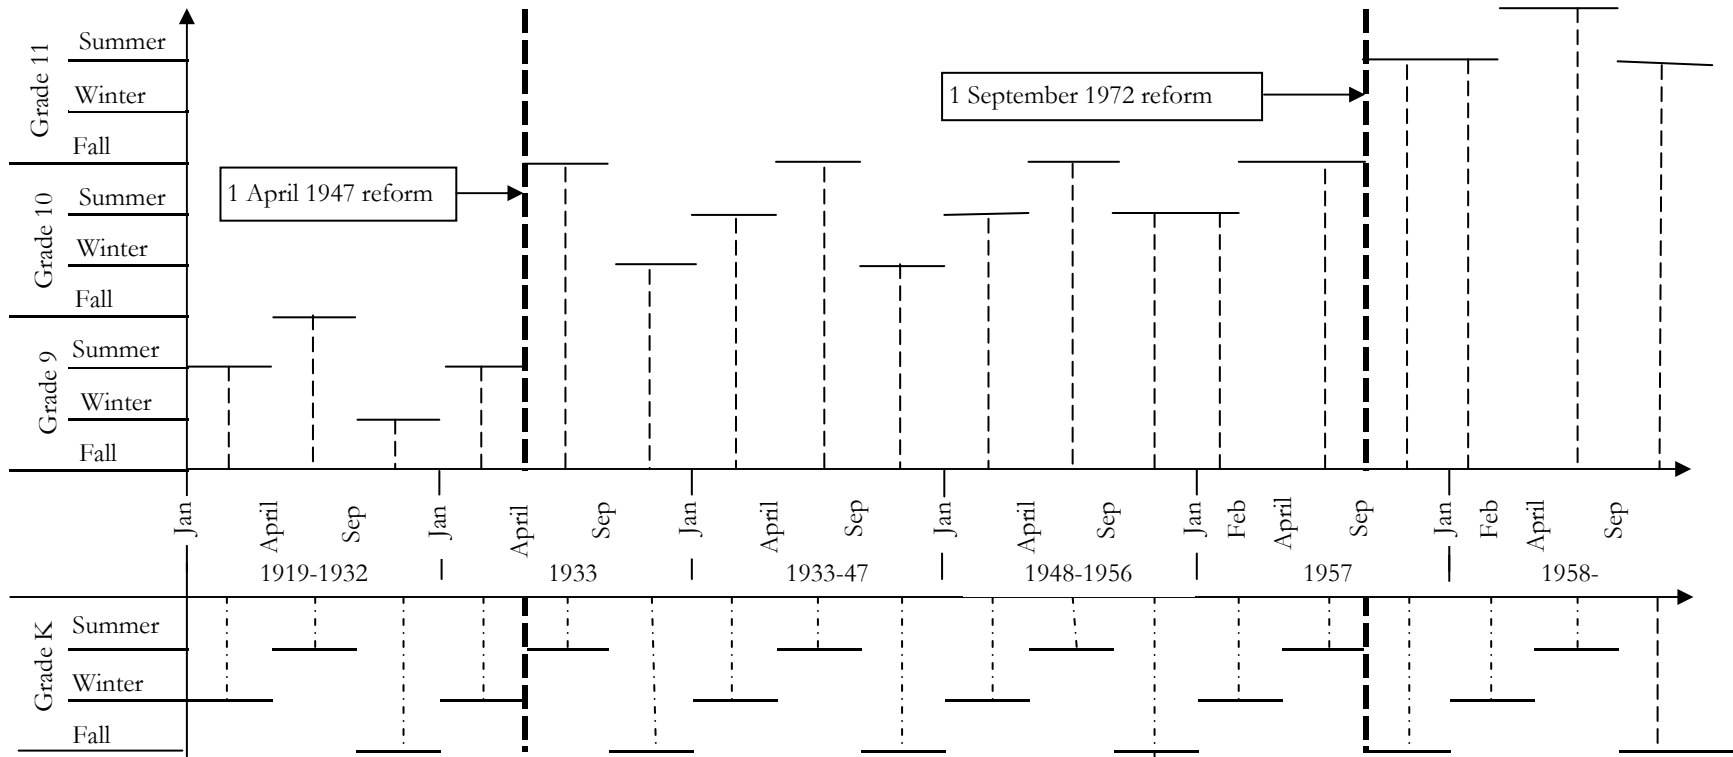 Grade 11
Summer
Winter
Fall
1 September 1972 reform
Grade 10
Summer
Winter
Fall
1 April 1947 reform
Grade 9
Summer
Winter
Fall
Jan April Sep Jan April Sep Jan April Sep Jan April Sep Jan Feb April Sep Jan Feb April Sep
1919-1932 1933 1933-47 1948-1956 1957 1958-
Grade K
Summer
Winter
Fall